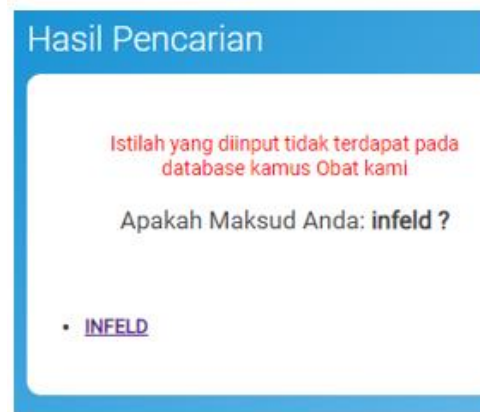 Hasil Pencarian
Istilah yang diinput tidak terdapat pada
database kamus Obat kami
Apakah Maksud Anda: infeld ?
• INFELD